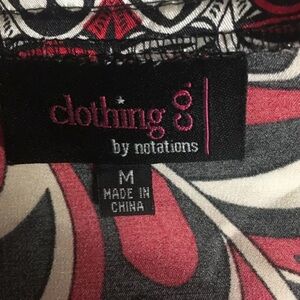 clothing co.
by notations
M
MADE IN
CHINA